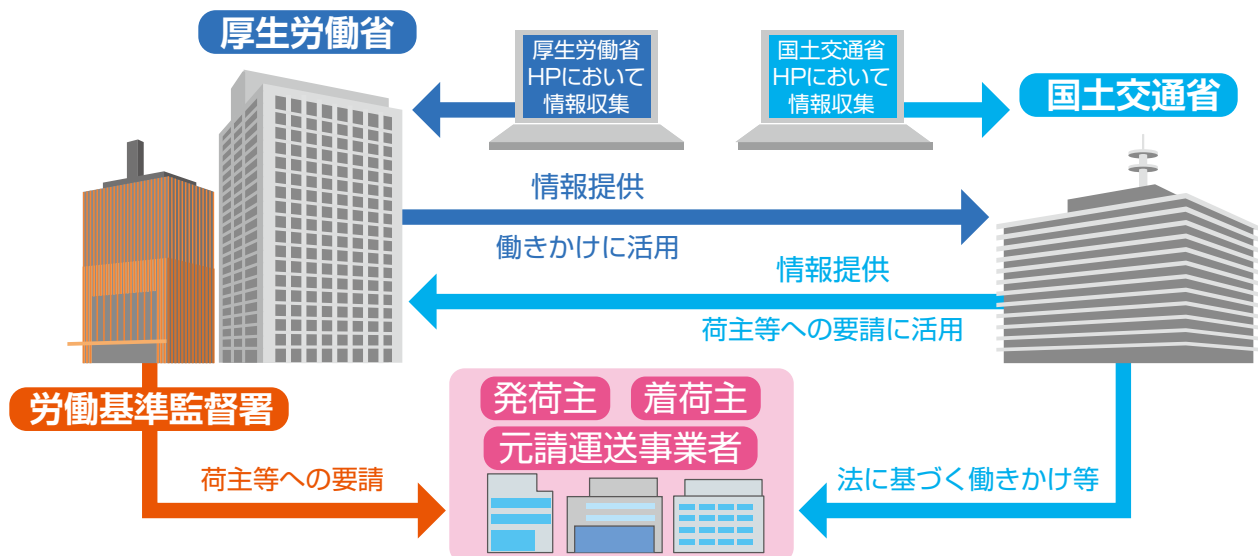 厚生労働省
厚生労働省
HPにおいて
情報収集
国土交通省
HPにおいて
情報収集
国土交通省
情報提供
働きかけに活用
情報提供
荷主等への要請に活用
労働基準監督署
発荷主
着荷主
元請運送事業者
荷主等への要請
法に基づく働きかけ等